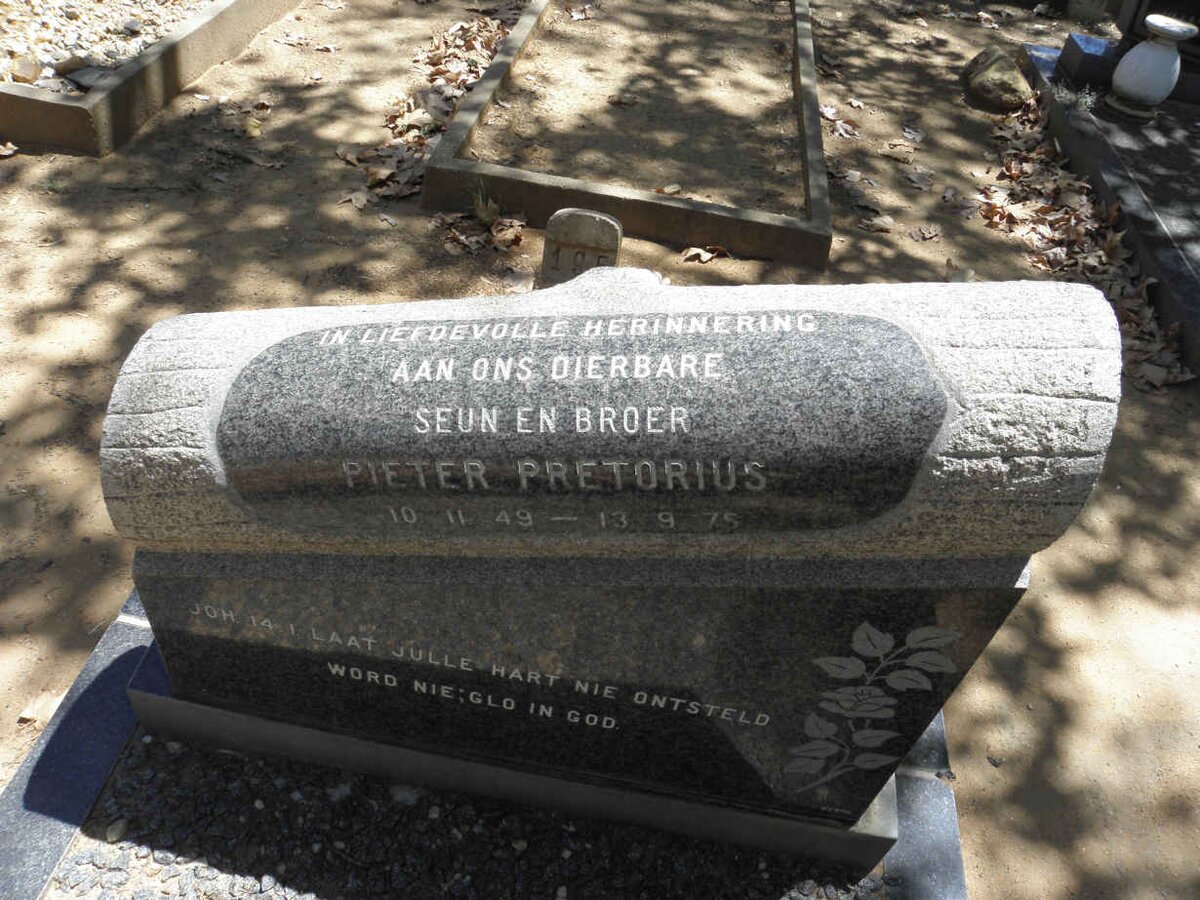 105
IN LIEFDEVOLLE HERINNERING
AAN ONS DIERBARE
SEUN EN BROER
PIETER PRETORIUS
10.11.49 — 13.9.75
JOH. 14:1 LAAT JULLE HART NIE ONTSTELD
WORD NIE; GLO IN GOD.